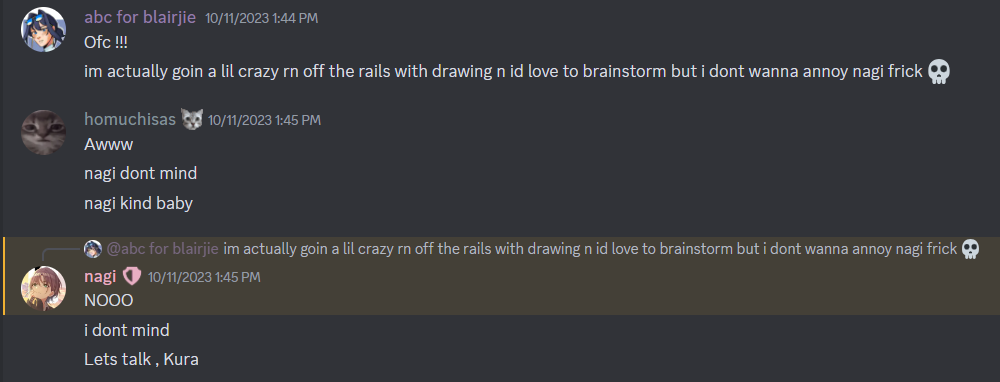 abc for blairjie 10/11/2023 1:44 PM
Ofc !!!
im actually goin a lil crazy rn off the rails with drawing n id love to brainstorm but i dont wanna annoy nagi frick 💀
homuchisas 10/11/2023 1:45 PM
Awww
nagi dont mind
nagi kind baby
@abc for blairjie im actually goin a lil crazy rn off the rails with drawing n id love to brainstorm but i dont wanna annoy nagi frick 💀
nagi 10/11/2023 1:45 PM
NOOO
i dont mind
Lets talk , Kura